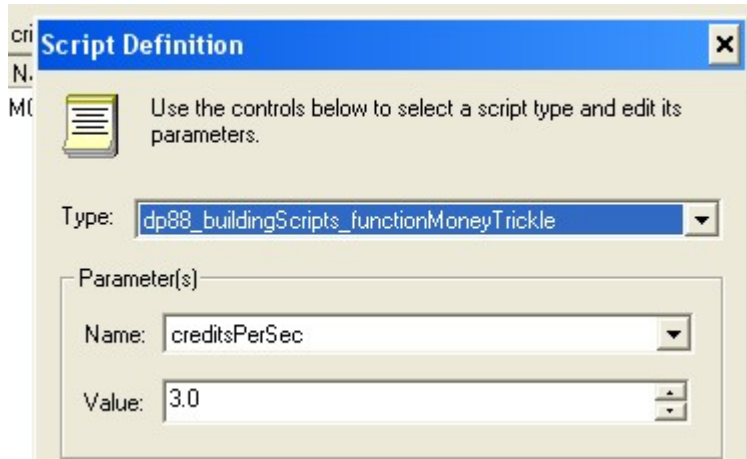 cri
Script Definition
N.
M(
Use the controls below to select a script type and edit its
parameters.
Type: dp88_buildingScripts_functionMoneyTrickle
Parameter(s)
Name: creditsPerSec
Value: 3.0